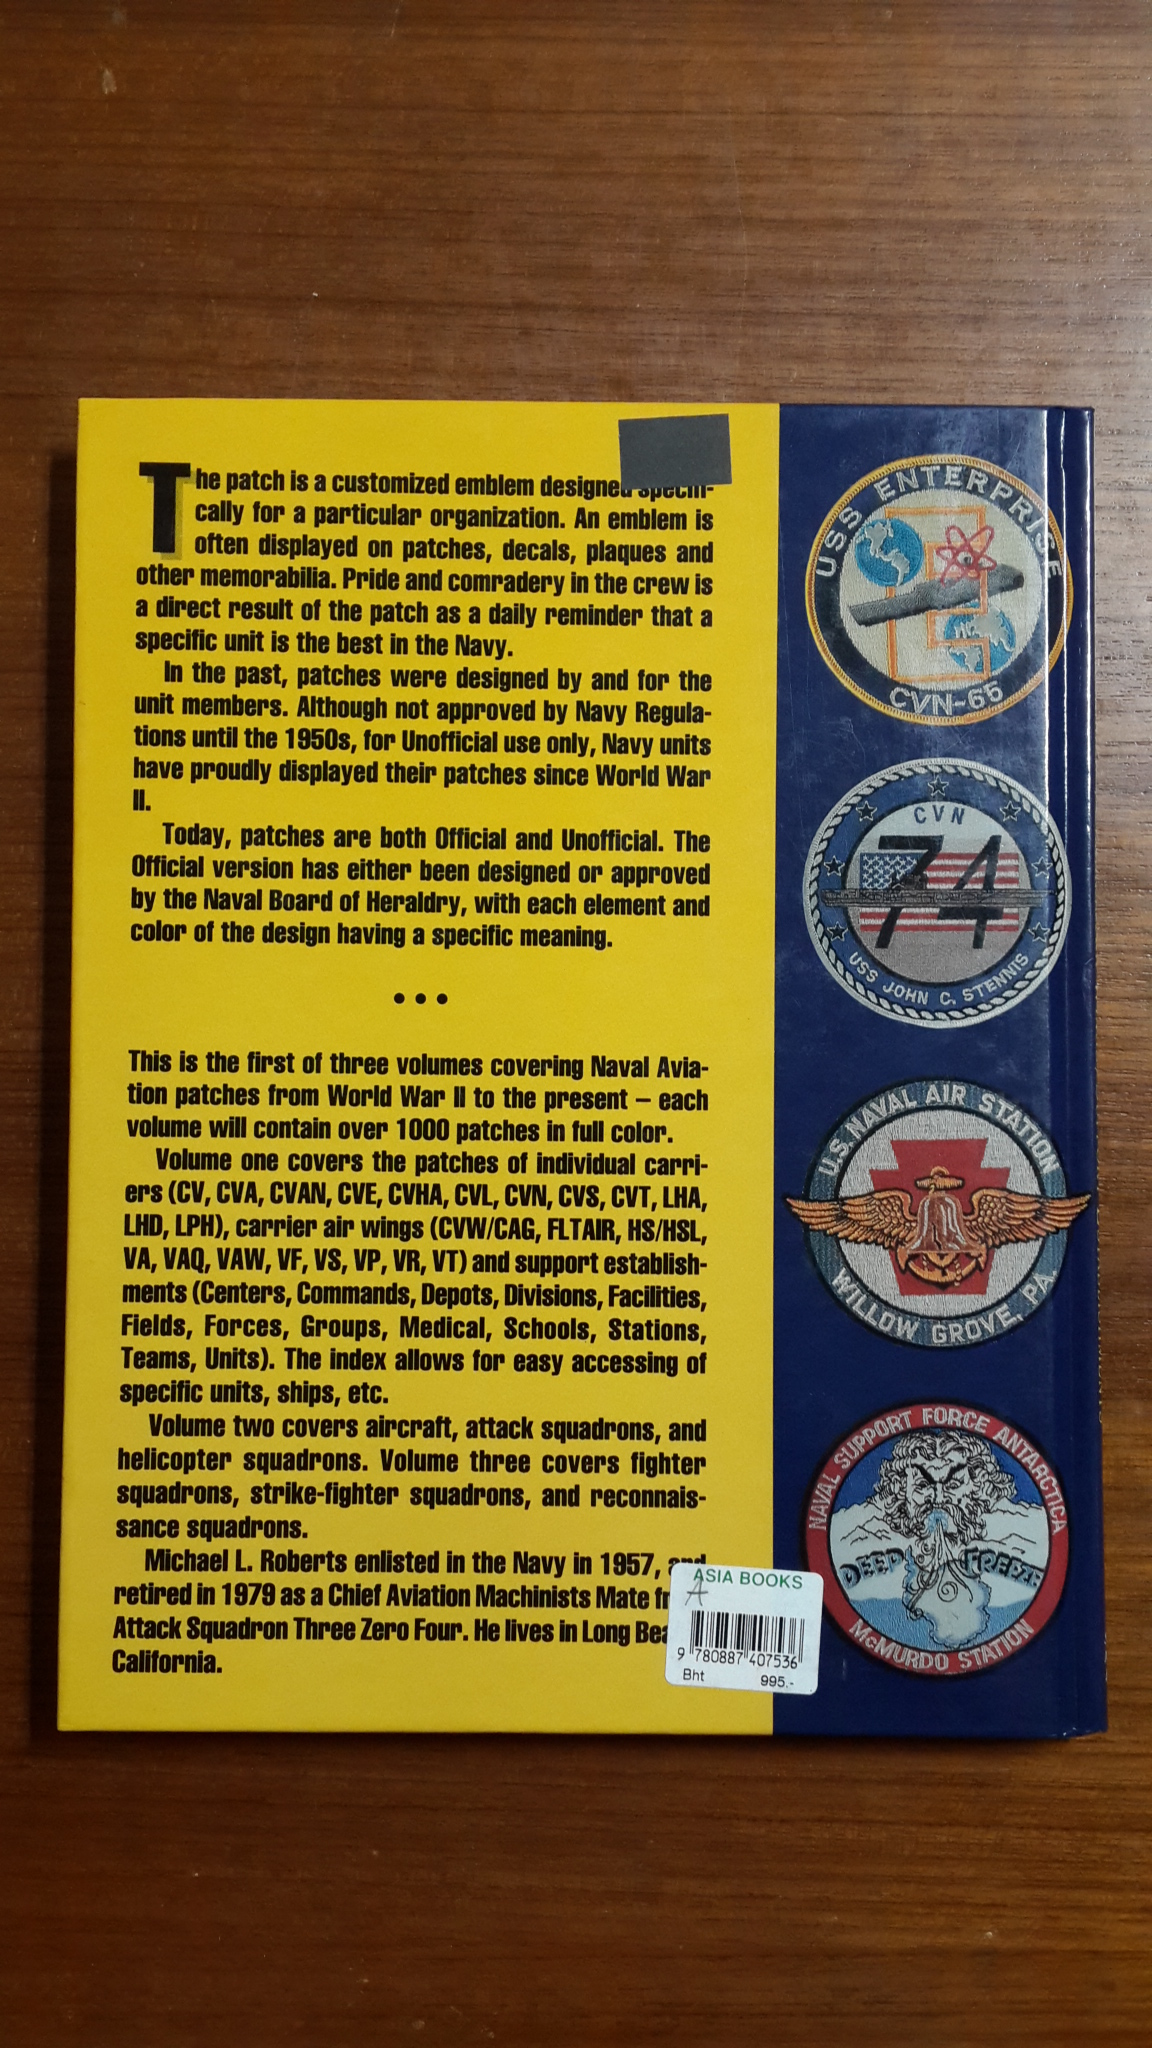 The patch is a customized emblem designed specifi-
cally for a particular organization. An emblem is
often displayed on patches, decals, plaques and
other memorabilia. Pride and comradery in the crew is
a direct result of the patch as a daily reminder that a
specific unit is the best in the Navy.
In the past, patches were designed by and for the
unit members. Although not approved by Navy Regula-
tions until the 1950s, for Unofficial use only, Navy units
have proudly displayed their patches since World War
II.
Today, patches are both Official and Unofficial. The
Official version has either been designed or approved
by the Naval Board of Heraldry, with each element and
color of the design having a specific meaning.
• • •
This is the first of three volumes covering Naval Avia-
tion patches from World War II to the present – each
volume will contain over 1000 patches in full color.
Volume one covers the patches of individual carri-
ers (CV, CVA, CVAN, CVE, CVHA, CVL, CVN, CVS, CVT, LHA,
LHD, LPH), carrier air wings (CVW/CAG, FLTAIR, HS/HSL,
VA, VAQ, VAW, VF, VS, VP, VR, VT) and support establish-
ments (Centers, Commands, Depots, Divisions, Facilities,
Fields, Forces, Groups, Medical, Schools, Stations,
Teams, Units). The index allows for easy accessing of
specific units, ships, etc.
Volume two covers aircraft, attack squadrons, and
helicopter squadrons. Volume three covers fighter
squadrons, strike-fighter squadrons, and reconnais-
sance squadrons.
Michael L. Roberts enlisted in the Navy in 1957, and
retired in 1979 as a Chief Aviation Machinists Mate
Attack Squadron Three Zero Four. He lives in Long
California.
ASIA BOOKS
A
9 780887 407536
Bht 995.-
USS ENTERPRISE
CVN-65
CVN
74
USS JOHN C. STENNIS
U.S. NAVAL AIR STATION
WILLOW GROVE, PA.
NAVAL SUPPORT FORCE ANTARCTICA
DEEP FREEZE
McMURDO STATION